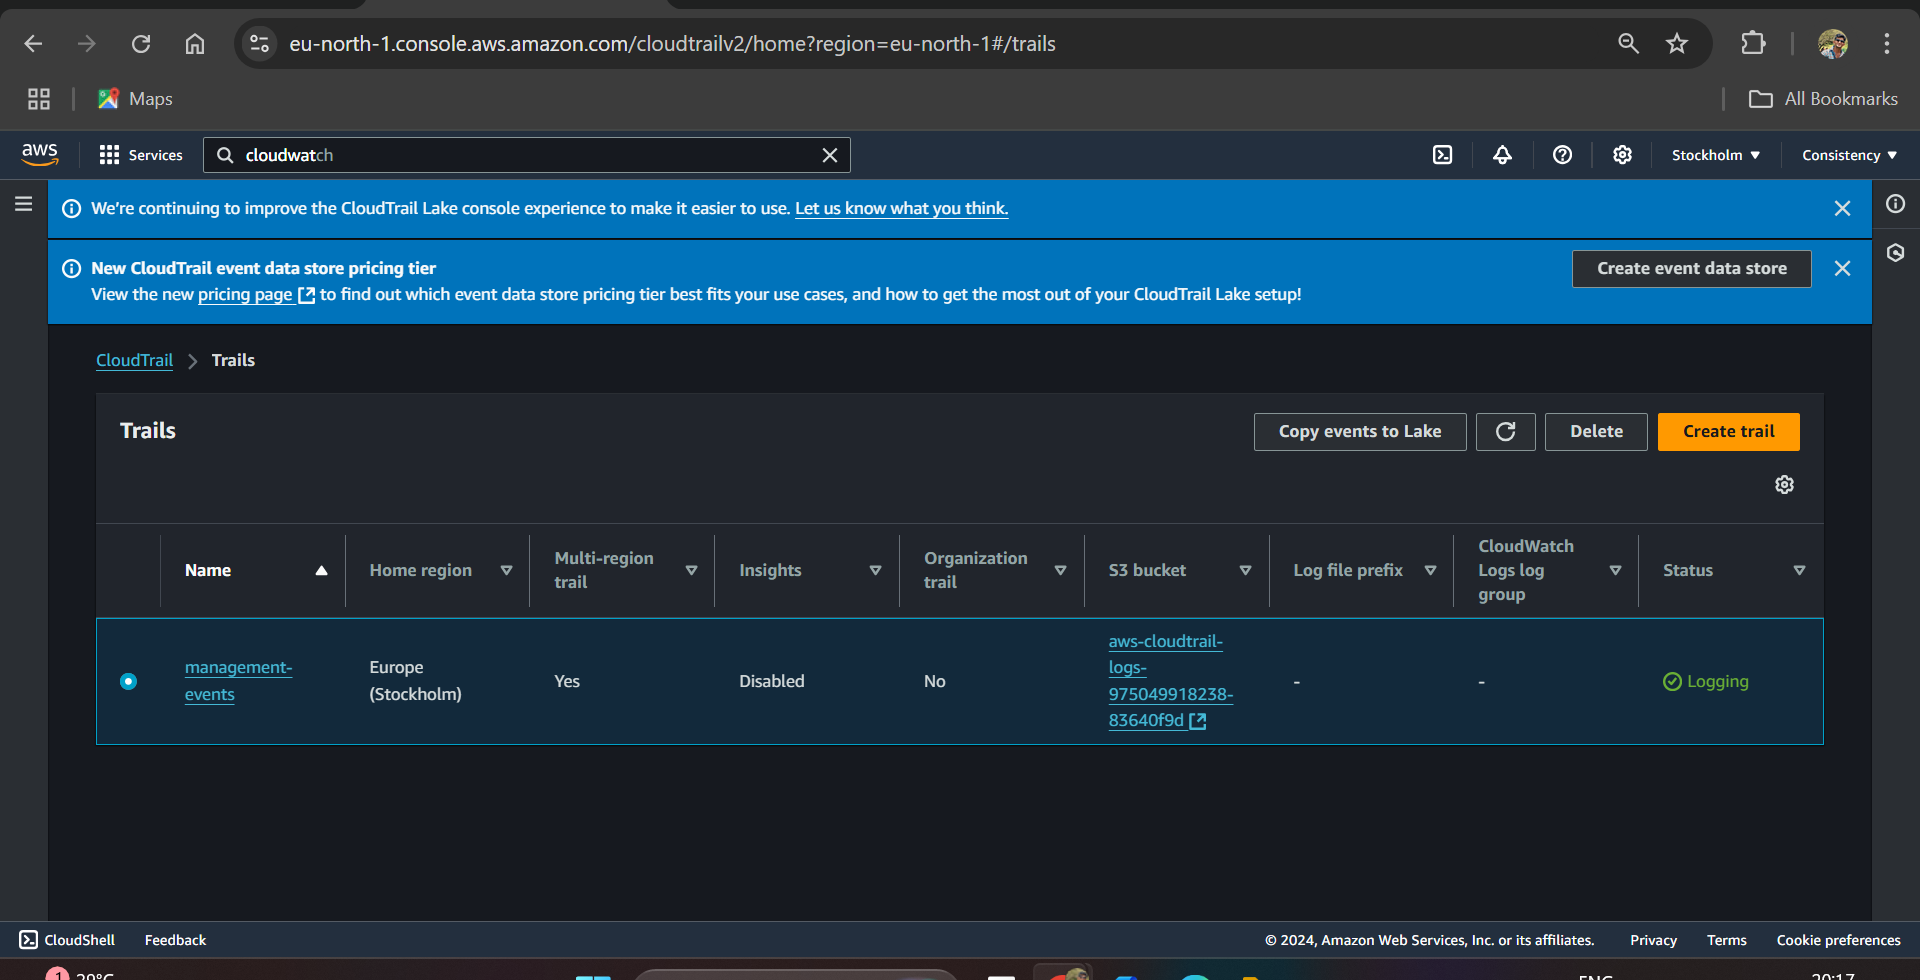 eu-north-1.console.aws.amazon.com/cloudtrailv2/home?region=eu-north-1#/trails
Maps
All Bookmarks
aws
Services
cloudwatch
Stockholm
Consistency
We're continuing to improve the CloudTrail Lake console experience to make it easier to use. Let us know what you think.
New CloudTrail event data store pricing tier
Create event data store
View the new pricing page to find out which event data store pricing tier best fits your use cases, and how to get the most out of your CloudTrail Lake setup!
CloudTrail
Trails
Trails
Copy events to Lake
Delete
Create trail
Name
Home region
Multi-region
trail
Insights
Organization
trail
S3 bucket
Log file prefix
CloudWatch
Logs log
group
Status
management-
events
Europe
(Stockholm)
Yes
Disabled
No
aws-cloudtrail-
logs-
975049918238-
83640f9d
-
-
Logging
CloudShell
Feedback
© 2024, Amazon Web Services, Inc. or its affiliates.
Privacy
Terms
Cookie preferences
1